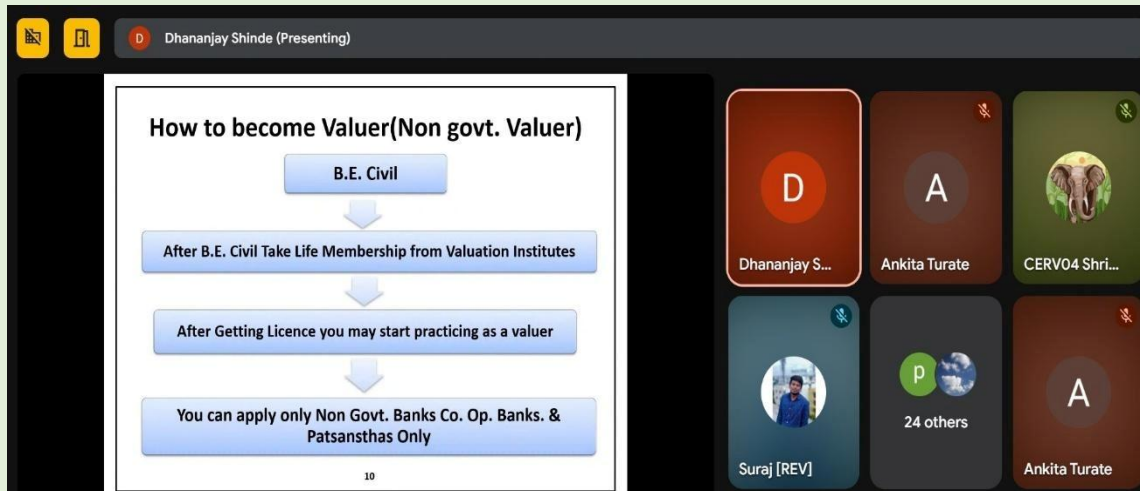 D Dhananjay Shinde (Presenting)
How to become Valuer(Non govt. Valuer)
B.E. Civil
After B.E. Civil Take Life Membership from Valuation Institutes
After Getting Licence you may start practicing as a valuer
You can apply only Non Govt. Banks Co. Op. Banks. &
Patsansthas Only
10
D
Dhananjay S...
A
Ankita Turate
CERV04 Shri...
Suraj [REV]
p
24 others
A
Ankita Turate